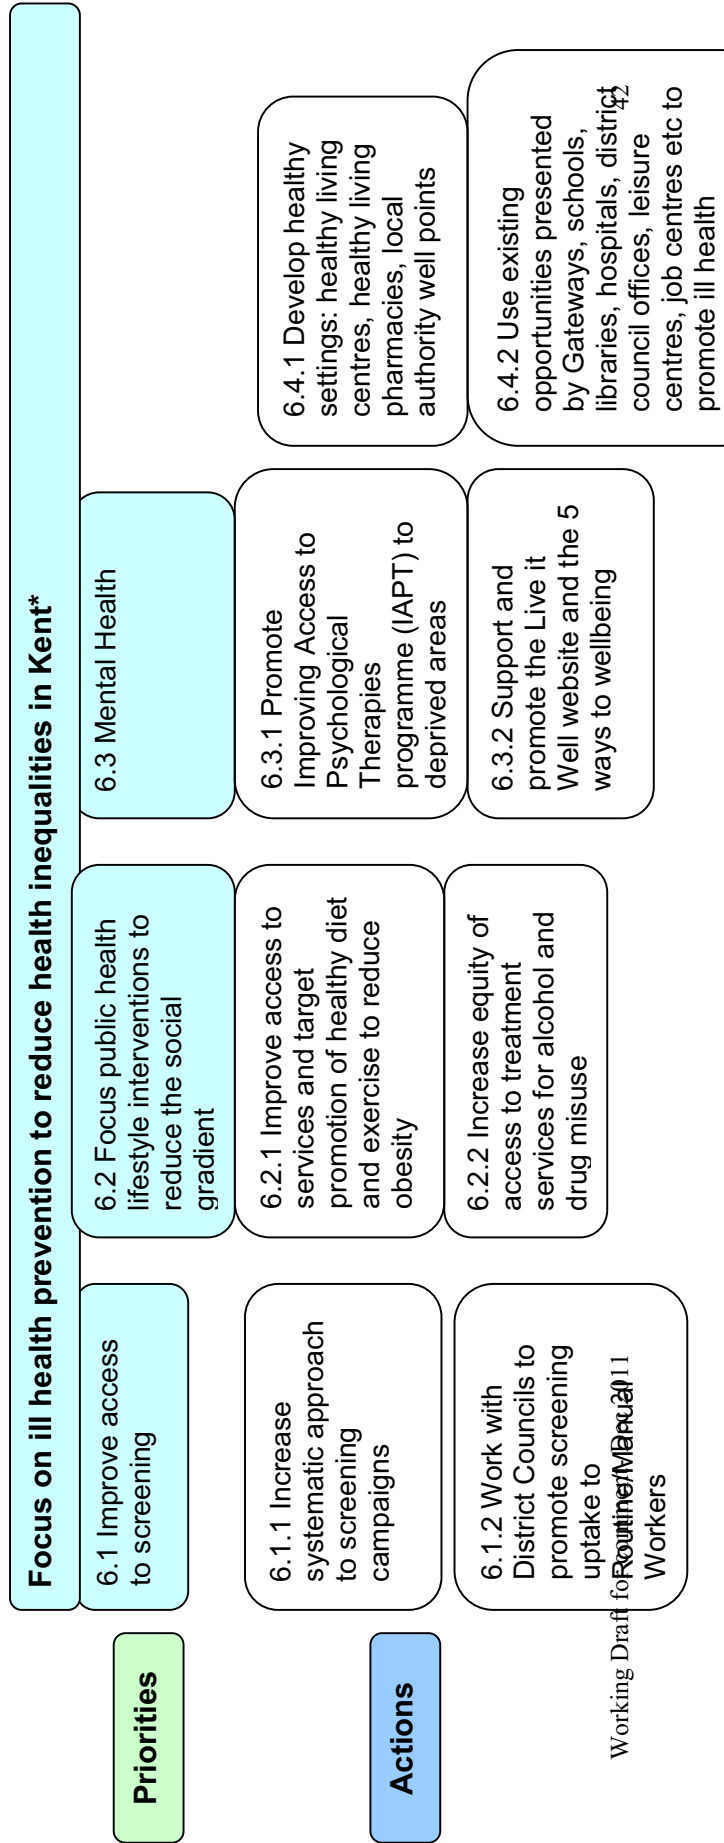 Focus on ill health prevention to reduce health inequalities in Kent*
Priorities
6.1 Improve access
to screening
6.2 Focus public health
lifestyle interventions to
reduce the social
gradient
6.3 Mental Health
Actions
6.1.1 Increase
systematic approach
to screening
campaigns
6.2.1 Improve access to
services and target
promotion of healthy diet
and exercise to reduce
obesity
6.3.1 Promote
Improving Access to
Psychological
Therapies
programme (IAPT) to
deprived areas
6.4.1 Develop healthy
settings: healthy living
centres, healthy living
pharmacies, local
authority well points
6.1.2 Work with
District Councils to
promote screening
uptake to
Routine/Manual
Workers
6.2.2 Increase equity of
access to treatment
services for alcohol and
drug misuse
6.3.2 Support and
promote the Live it
Well website and the 5
ways to wellbeing
6.4.2 Use existing
opportunities presented
by Gateways, schools,
libraries, hospitals, district
council offices, leisure
centres, job centres etc to
promote ill health
Working Draft for comment Dec 2011
42